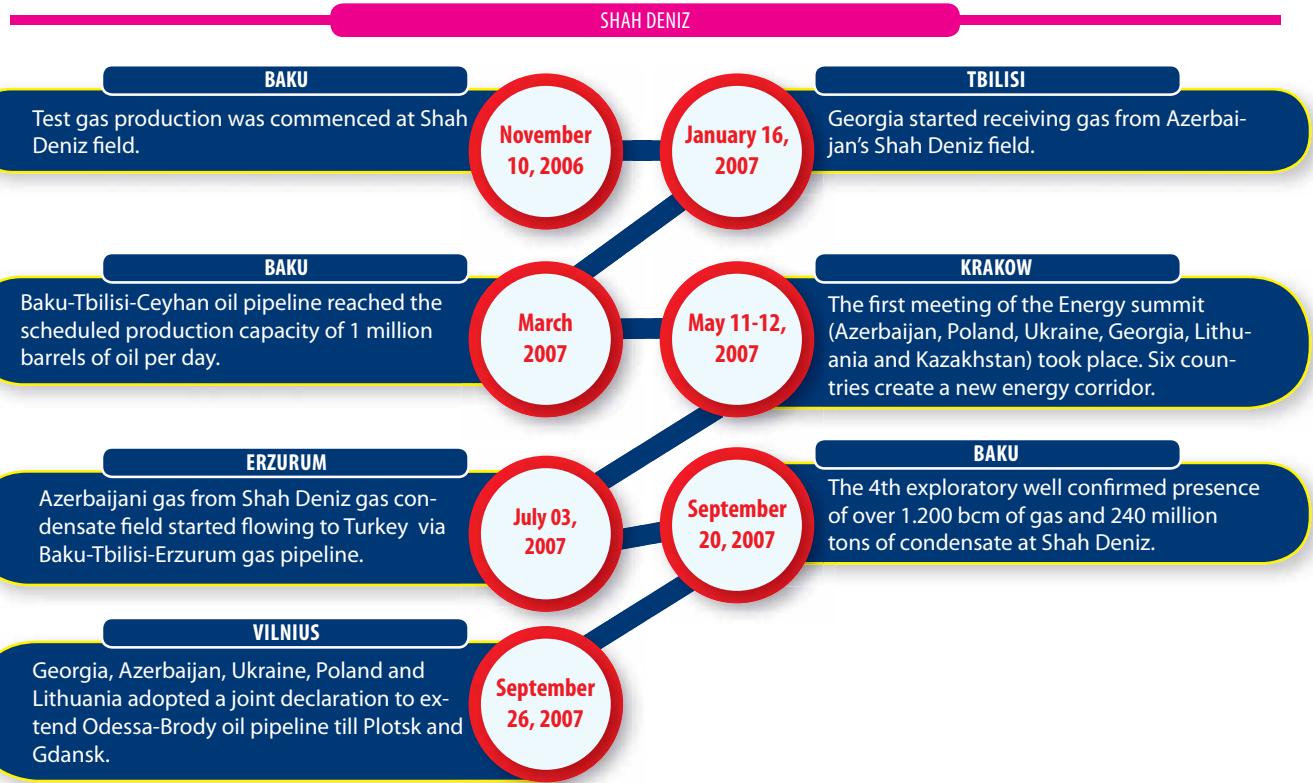 SHAH DENIZ
BAKU
Test gas production was commenced at Shah
Deniz field.
November
10, 2006
TBILISI
Georgia started receiving gas from Azerbai-
jan's Shah Deniz field.
January 16,
2007
BAKU
Baku-Tbilisi-Ceyhan oil pipeline reached the
scheduled production capacity of 1 million
barrels of oil per day.
March
2007
KRAKOW
The first meeting of the Energy summit
(Azerbaijan, Poland, Ukraine, Georgia, Lithu-
ania and Kazakhstan) took place. Six coun-
tries create a new energy corridor.
May 11-12,
2007
ERZURUM
Azerbaijani gas from Shah Deniz gas con-
densate field started flowing to Turkey via
Baku-Tbilisi-Erzurum gas pipeline.
July 03,
2007
BAKU
The 4th exploratory well confirmed presence
of over 1.200 bcm of gas and 240 million
tons of condensate at Shah Deniz.
September
20, 2007
VILNIUS
Georgia, Azerbaijan, Ukraine, Poland and
Lithuania adopted a joint declaration to ex-
tend Odessa-Brody oil pipeline till Plotsk and
Gdansk.
September
26, 2007